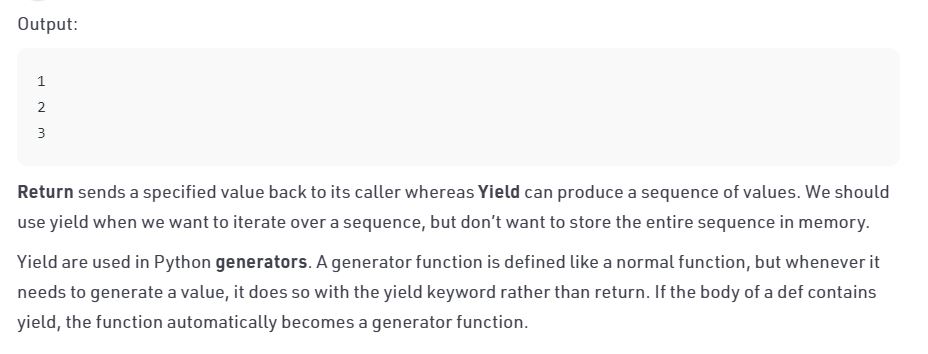 Output:
1
2
3
Return sends a specified value back to its caller whereas Yield can produce a sequence of values. We should
use yield when we want to iterate over a sequence, but don’t want to store the entire sequence in memory.
Yield are used in Python generators. A generator function is defined like a normal function, but whenever it
needs to generate a value, it does so with the yield keyword rather than return. If the body of a def contains
yield, the function automatically becomes a generator function.